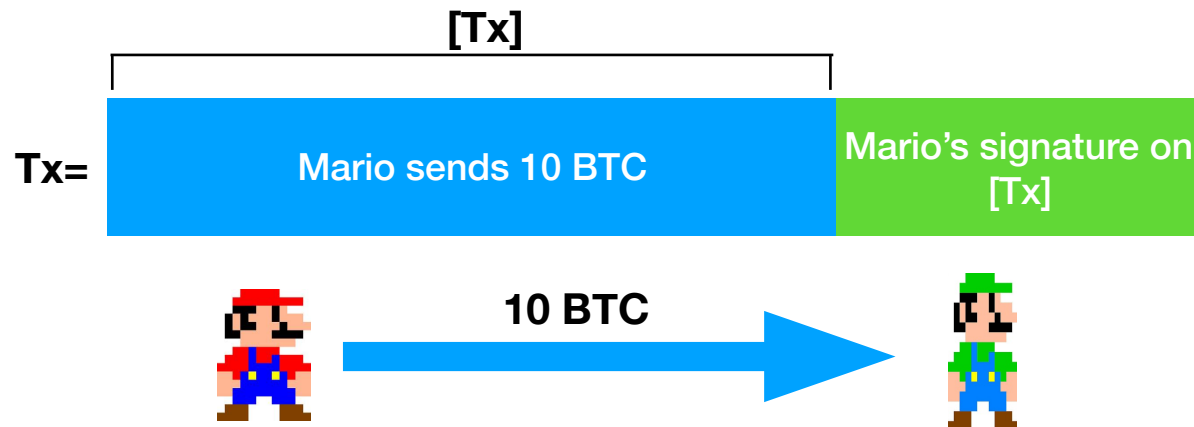 [Tx]
Tx=
Mario sends 10 BTC
Mario’s signature on
[Tx]
10 BTC